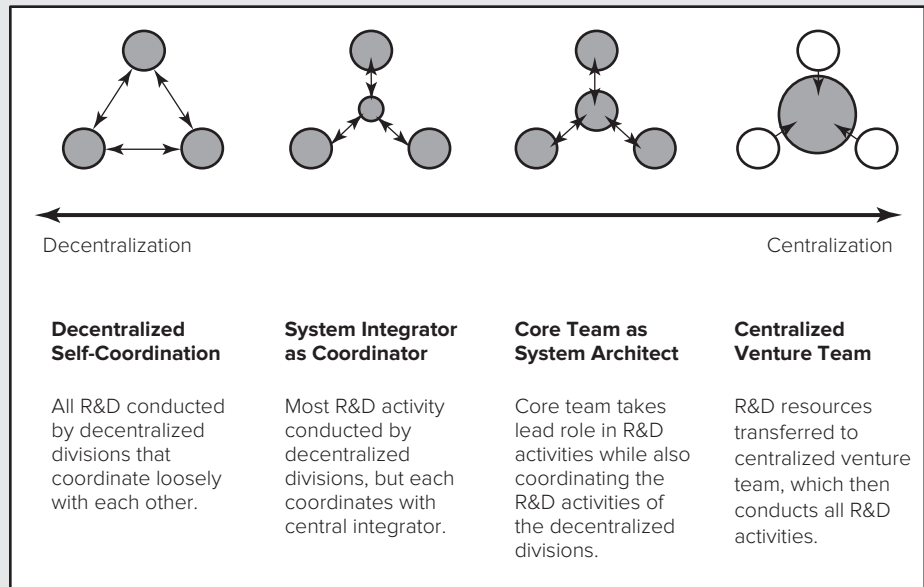 Decentralization
Centralization
Decentralized
Self-Coordination
All R&D conducted
by decentralized
divisions that
coordinate loosely
with each other.
System Integrator
as Coordinator
Most R&D activity
conducted by
decentralized
divisions, but each
coordinates with
central integrator.
Core Team as
System Architect
Core team takes
lead role in R&D
activities while also
coordinating the
R&D activities of
the decentralized
divisions.
Centralized
Venture Team
R&D resources
transferred to
centralized venture
team, which then
conducts all R&D
activities.